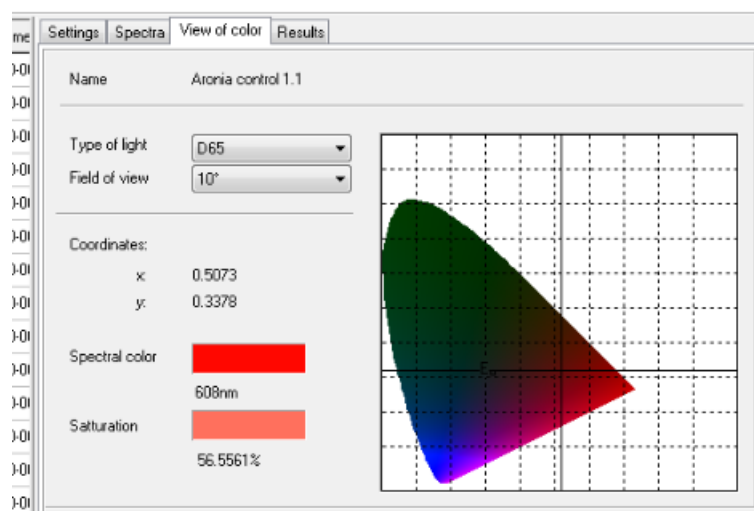 me Settings Spectra View of color Results
Name Aronia control 1.1
Type of light D65
Field of view 10°
Coordinates:
x: 0.5073
y: 0.3378
Spectral color
608nm
Satturation
56.5561%
E